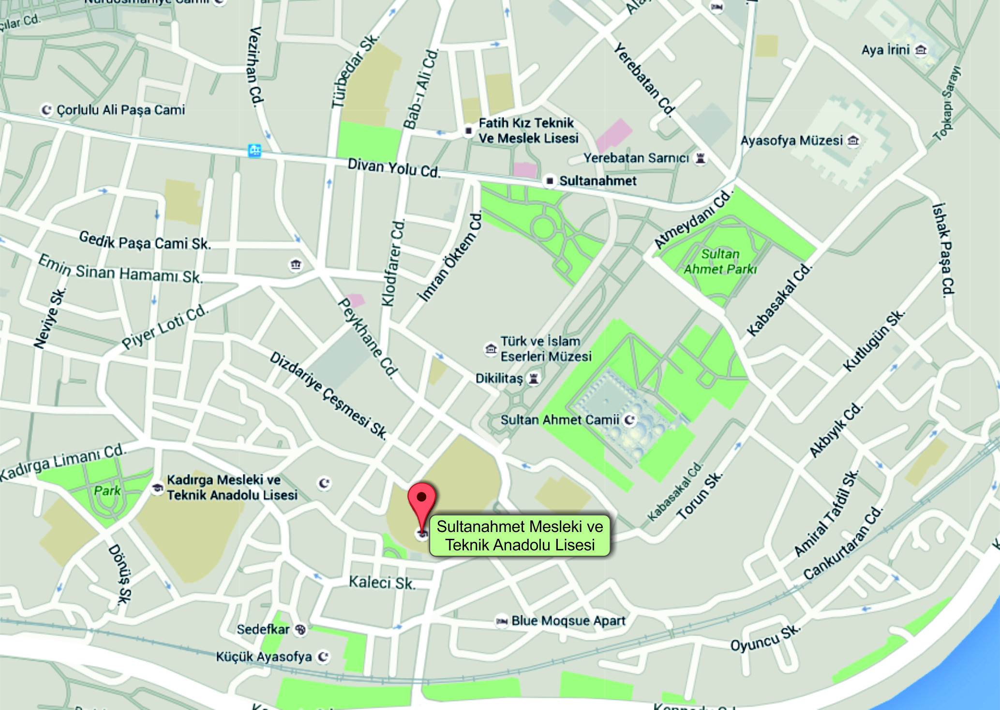 Nuruosmaniye Camii
çılar Cd.
Vezirhan Cd.
Türbedar Sk.
Bab-ı Ali Cd.
Yerebatan Cd.
Aya İrini
Topkapı Sarayı
Çorlulu Ali Paşa Cami
Fatih Kız Teknik
Ve Meslek Lisesi
Ayasofya Müzesi
Yerebatan Sarnıcı
Divan Yolu Cd.
Sultanahmet
Atmeydanı Cd.
İshak Paşa Cd.
Gedik Paşa Cami Sk.
Emin Sinan Hamamı Sk.
Klodfarer Cd.
İmran Öktem Cd.
Sultan
Ahmet Parkı
Kabasakal Cd.
Neviye Sk.
Piyer Loti Cd.
Peykhane Cd.
Kutlugün Sk.
Türk ve İslam
Eserleri Müzesi
Dizdariye Çeşmesi Sk.
Dikilitaş
Sultan Ahmet Camii
Akbıyık Cd.
Kadırga Limanı Cd.
Park
Kadırga Mesleki ve
Teknik Anadolu Lisesi
Kabasakal Cd.
Torun Sk.
Amiral Tafdil Sk.
Cankurtaran Cd.
Sultanahmet Mesleki ve
Teknik Anadolu Lisesi
Dönüş Sk.
Kaleci Sk.
Sedefkar
Blue Moqsue Apart
Oyuncu Sk.
Küçük Ayasofya